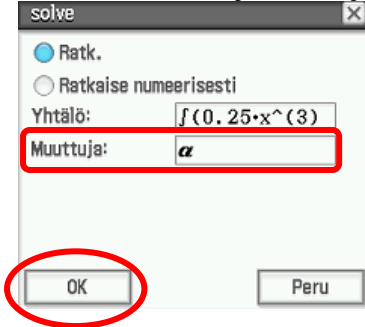 solve
Ratk.
Ratkaise numeerisesti
Yhtälö: ∫(0.25·x^(3)
Muuttuja: α
OK Peru